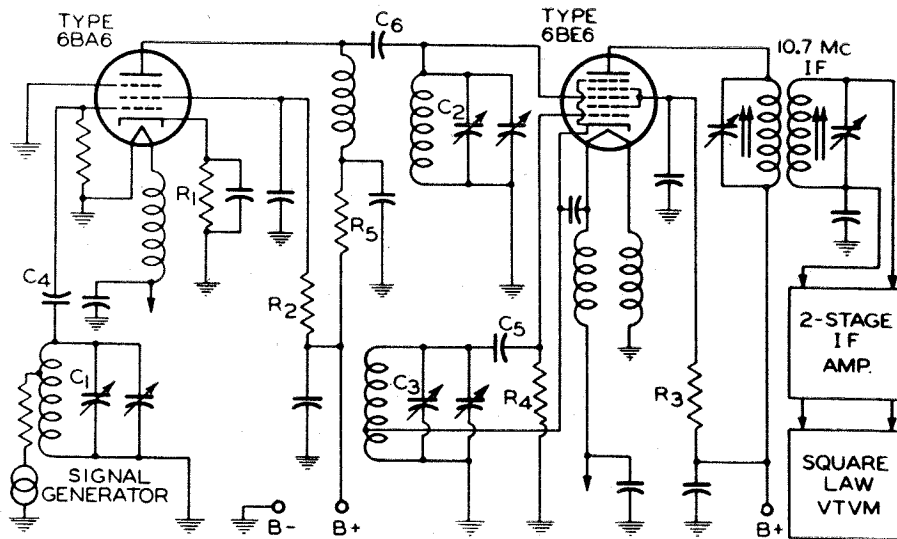 TYPE
6BA6
C6
TYPE
6BE6
10.7 Mc
IF
C2
R1
R5
C4
R2
C5
2-STAGE
IF
AMP.
C1
C3
R4
R3
SIGNAL
GENERATOR
SQUARE
LAW
VTVM
B-
B+
B+